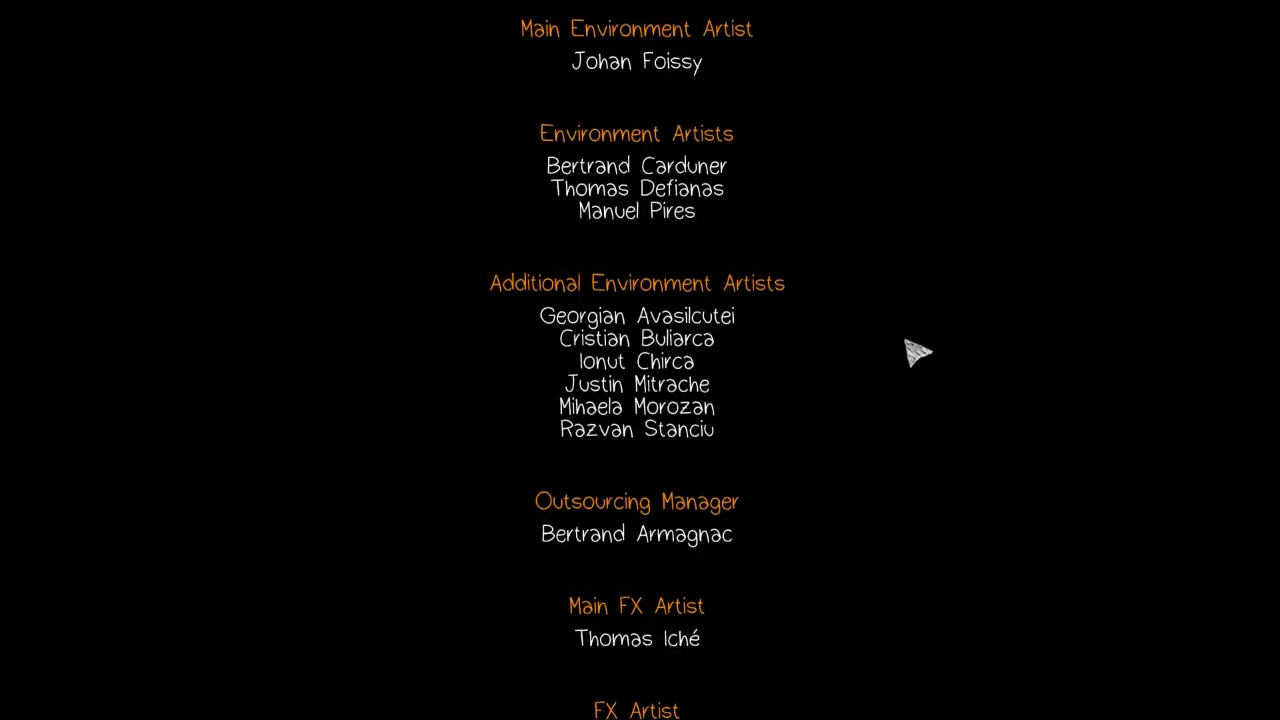 Main Environment Artist
Johan Foissy
Environment Artists
Bertrand Carduner
Thomas Defianas
Manuel Pires
Additional Environment Artists
Georgian Avasilcutei
Cristian Buliarca
Ionut Chirca
Justin Mitrache
Mihaela Morozan
Razvan Stanciu
Outsourcing Manager
Bertrand Armagnac
Main FX Artist
Thomas Iché
FX Artist